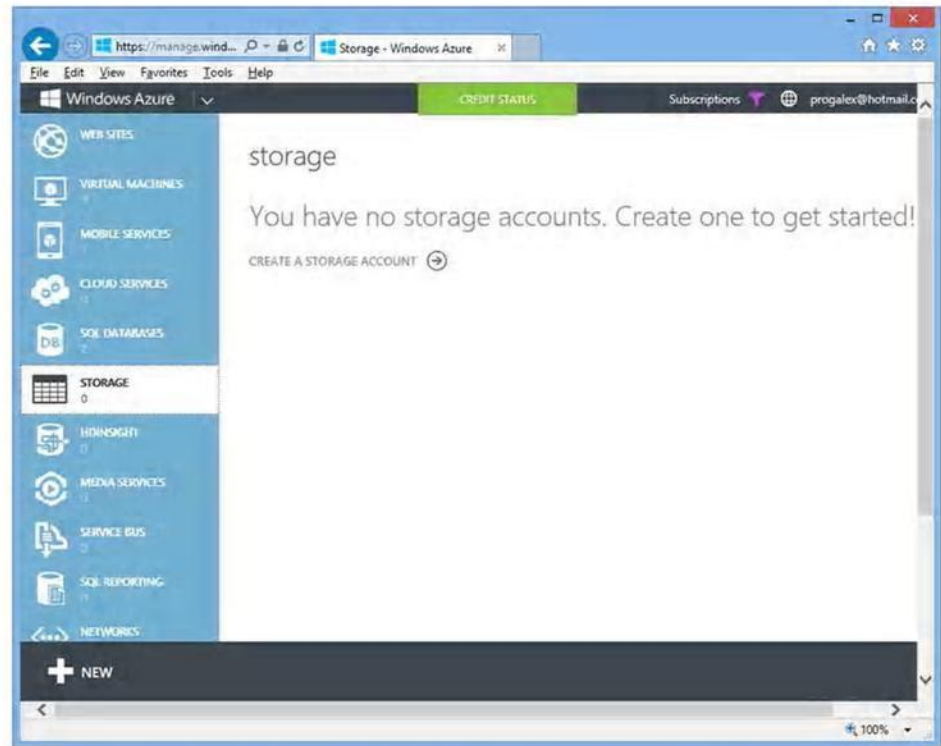 https://manage.wind...
Storage - Windows Azure
File Edit View Favorites Tools Help
Windows Azure
CREDIT STATUS
Subscriptions
progalex@hotmail.c
WEB SITES
VIRTUAL MACHINES
MOBILE SERVICES
CLOUD SERVICES
SQL DATABASES
2
STORAGE
0
HDINSIGHT
0
MEDIA SERVICES
SERVICE BUS
SQL REPORTING
NETWORKS
storage
You have no storage accounts. Create one to get started!
CREATE A STORAGE ACCOUNT
NEW
100%